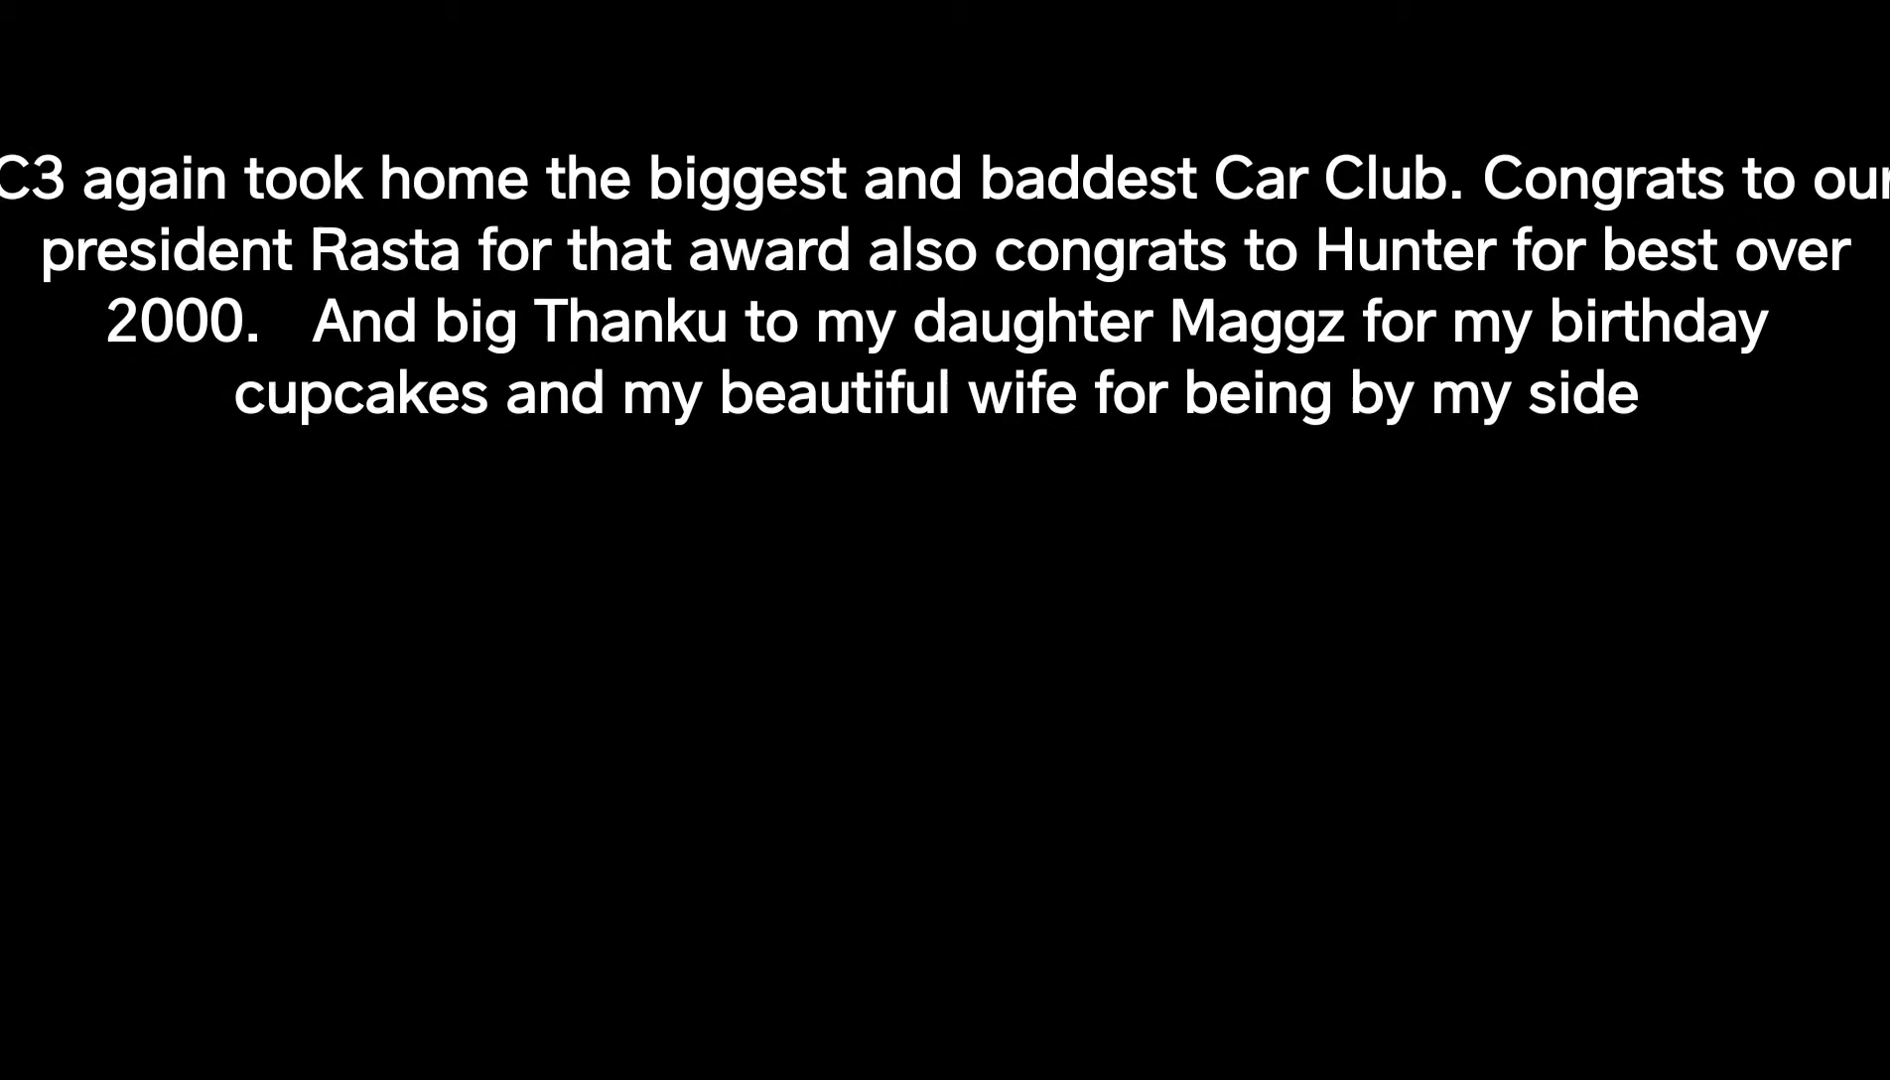 C3 again took home the biggest and baddest Car Club. Congrats to our
president Rasta for that award also congrats to Hunter for best over
2000. And big Thanku to my daughter Maggz for my birthday
cupcakes and my beautiful wife for being by my side